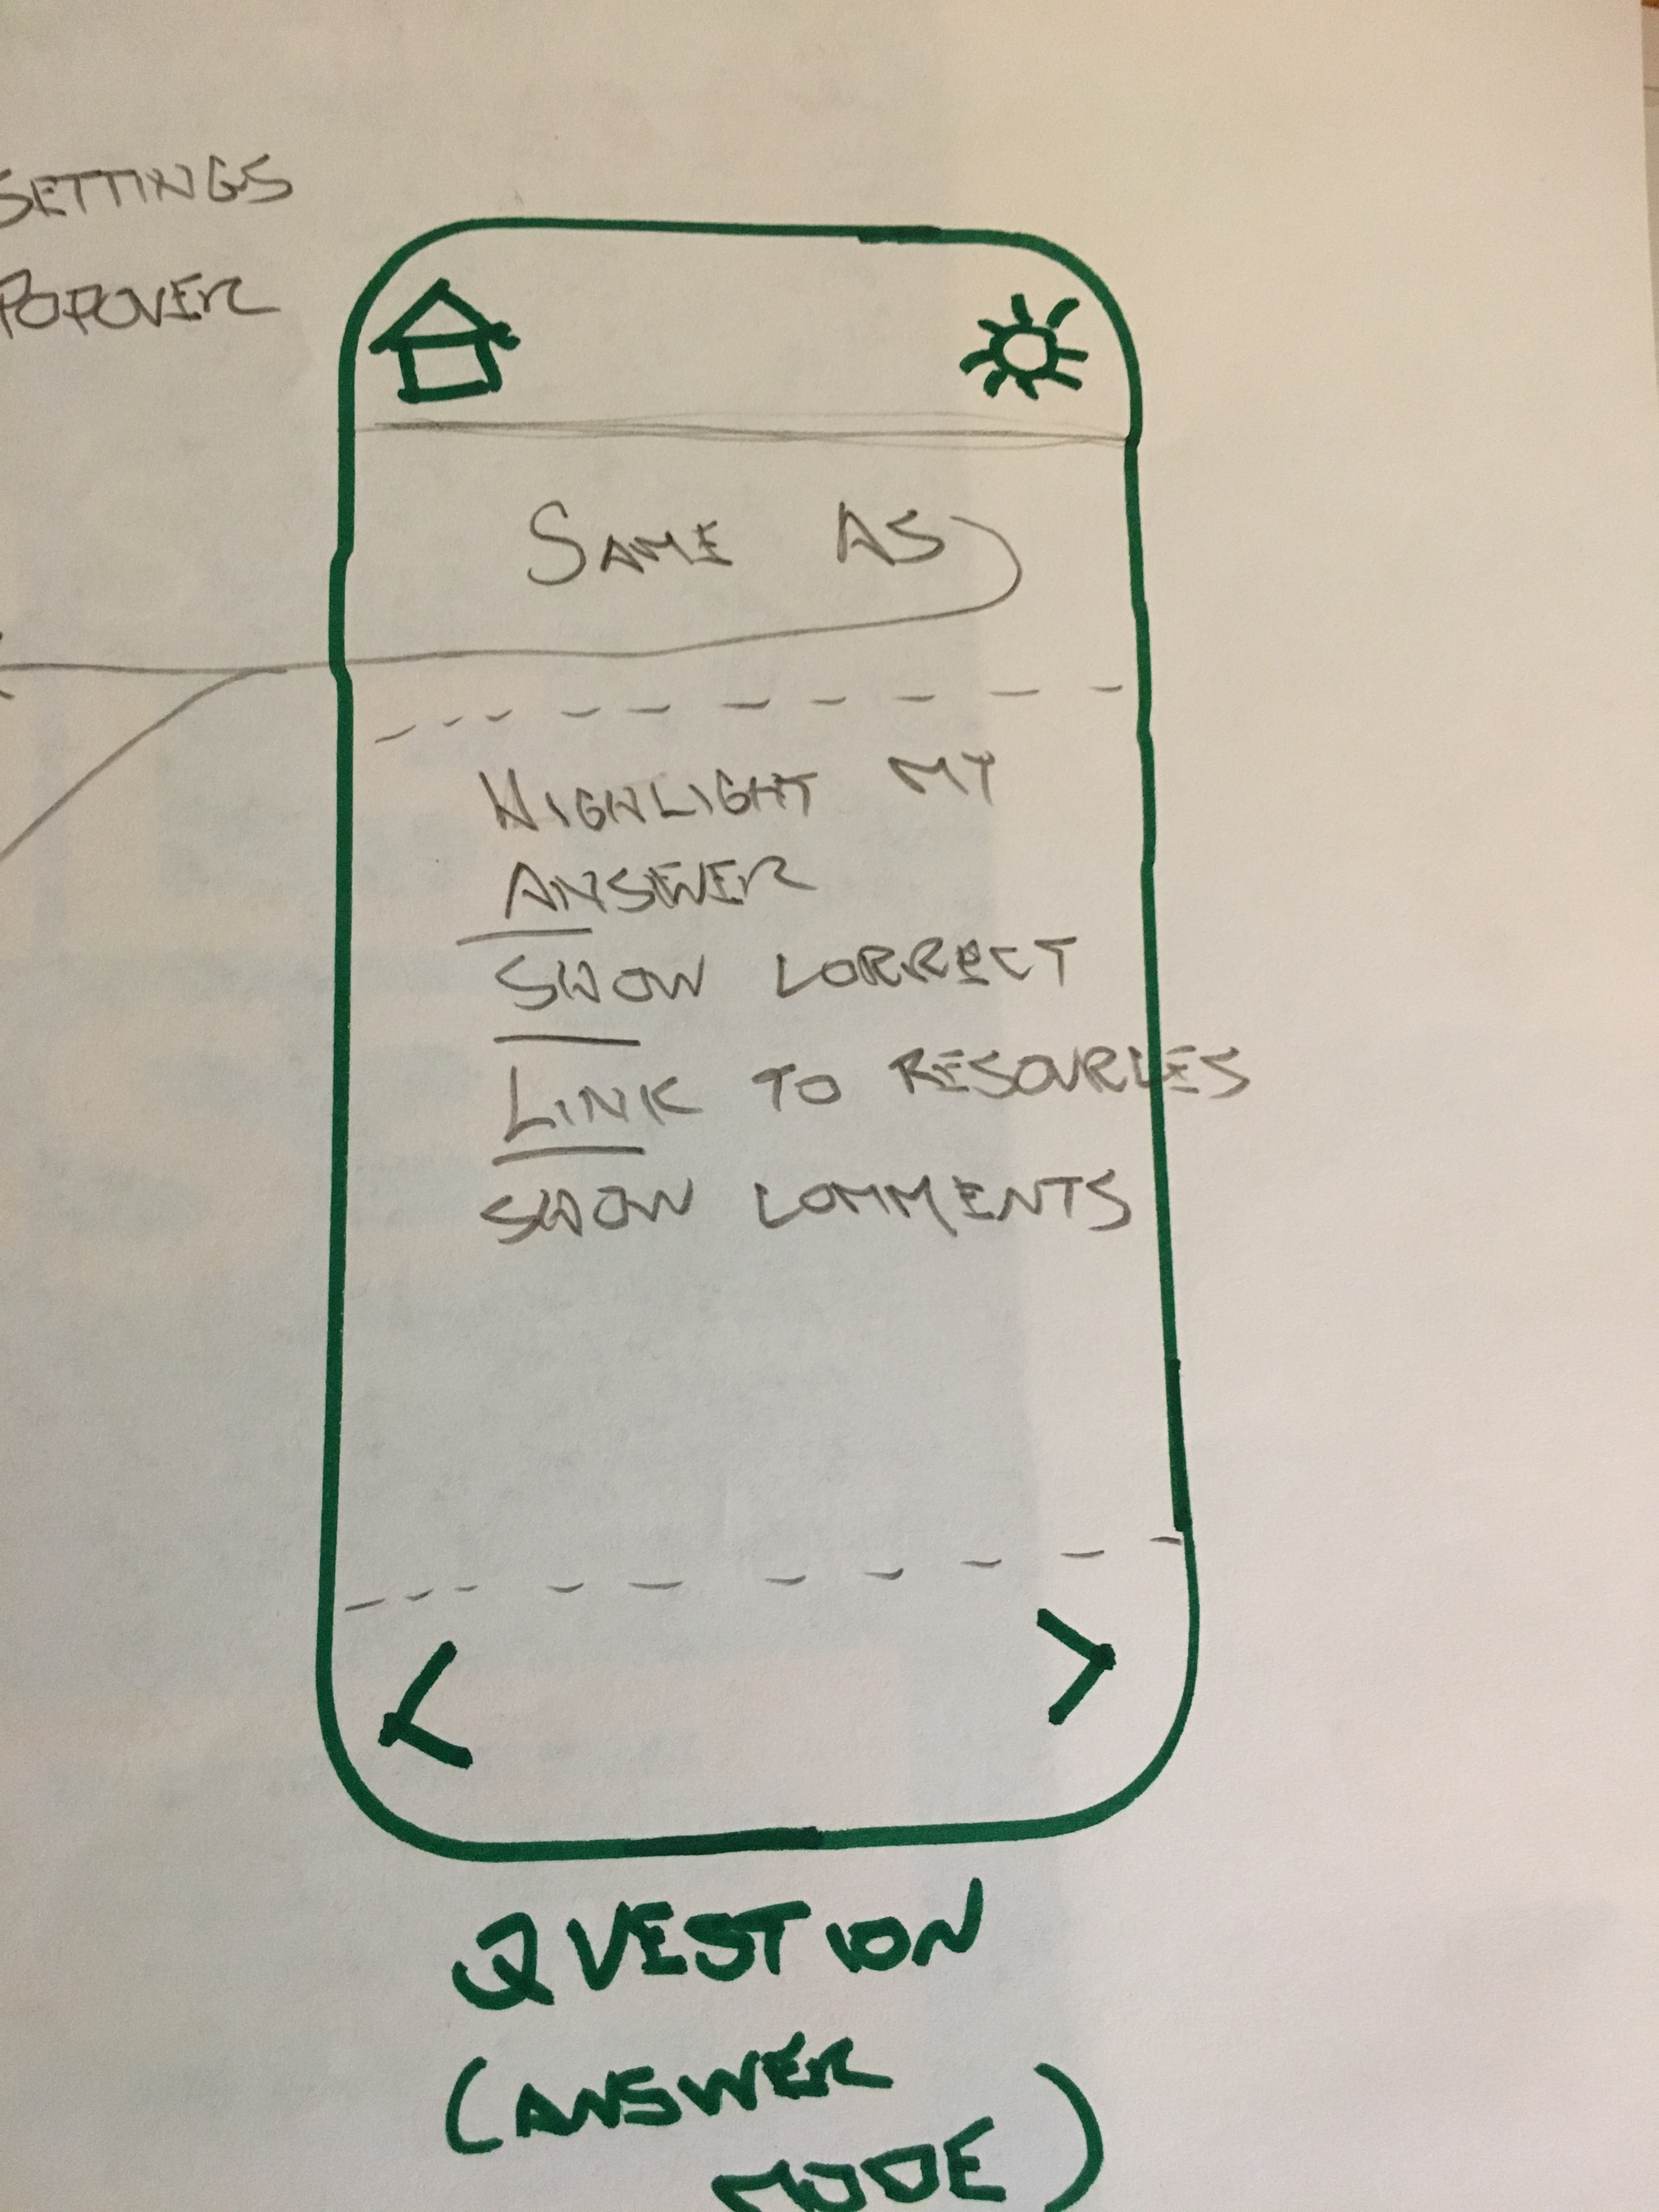 SETTINGS
POPOVER
SAME AS
HIGHLIGHT MY
ANSWER
SHOW CORRECT
LINK TO RESOURCES
SHOW COMMENTS
QUESTION
(ANSWER
MODE)